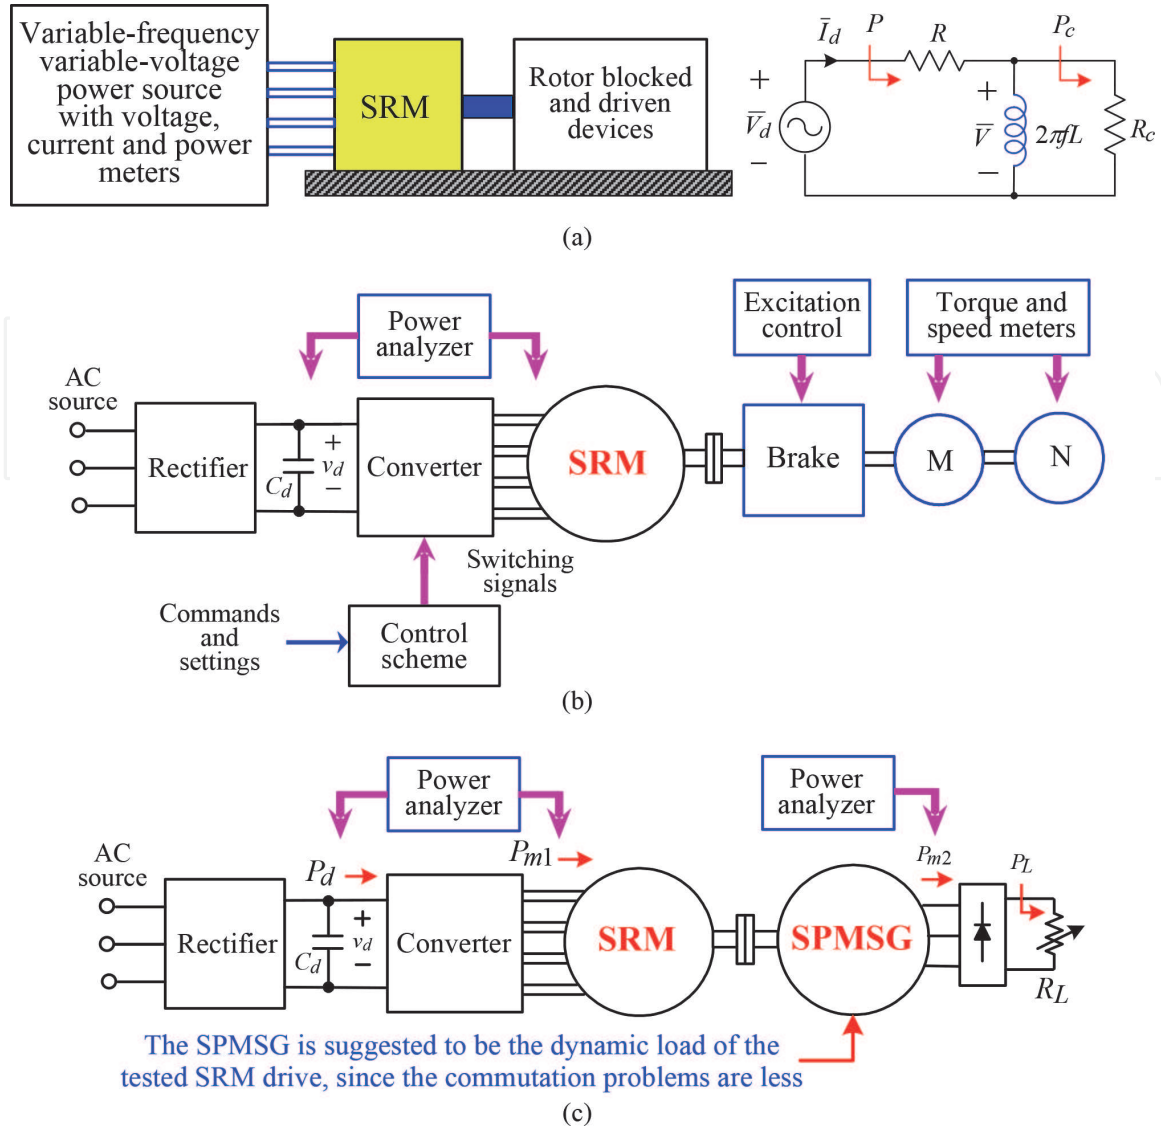 Variable-frequency
variable-voltage
power source
with voltage,
current and power
meters
SRM
Rotor blocked
and driven
devices
+
V̄_d
−
Ī_d
P
R
P_c
+
V̄
−
2πfL
R_c
(a)
Power
analyzer
Excitation
control
Torque and
speed meters
AC
source
Rectifier
C_d
+
v_d
−
Converter
SRM
Brake
M
N
Switching
signals
Commands
and
settings
Control
scheme
(b)
Power
analyzer
Power
analyzer
AC
source
P_d
P_m1
P_m2
P_L
Rectifier
C_d
+
v_d
−
Converter
SRM
SPMSG
R_L
The SPMSG is suggested to be the dynamic load of the
tested SRM drive, since the commutation problems are less
(c)